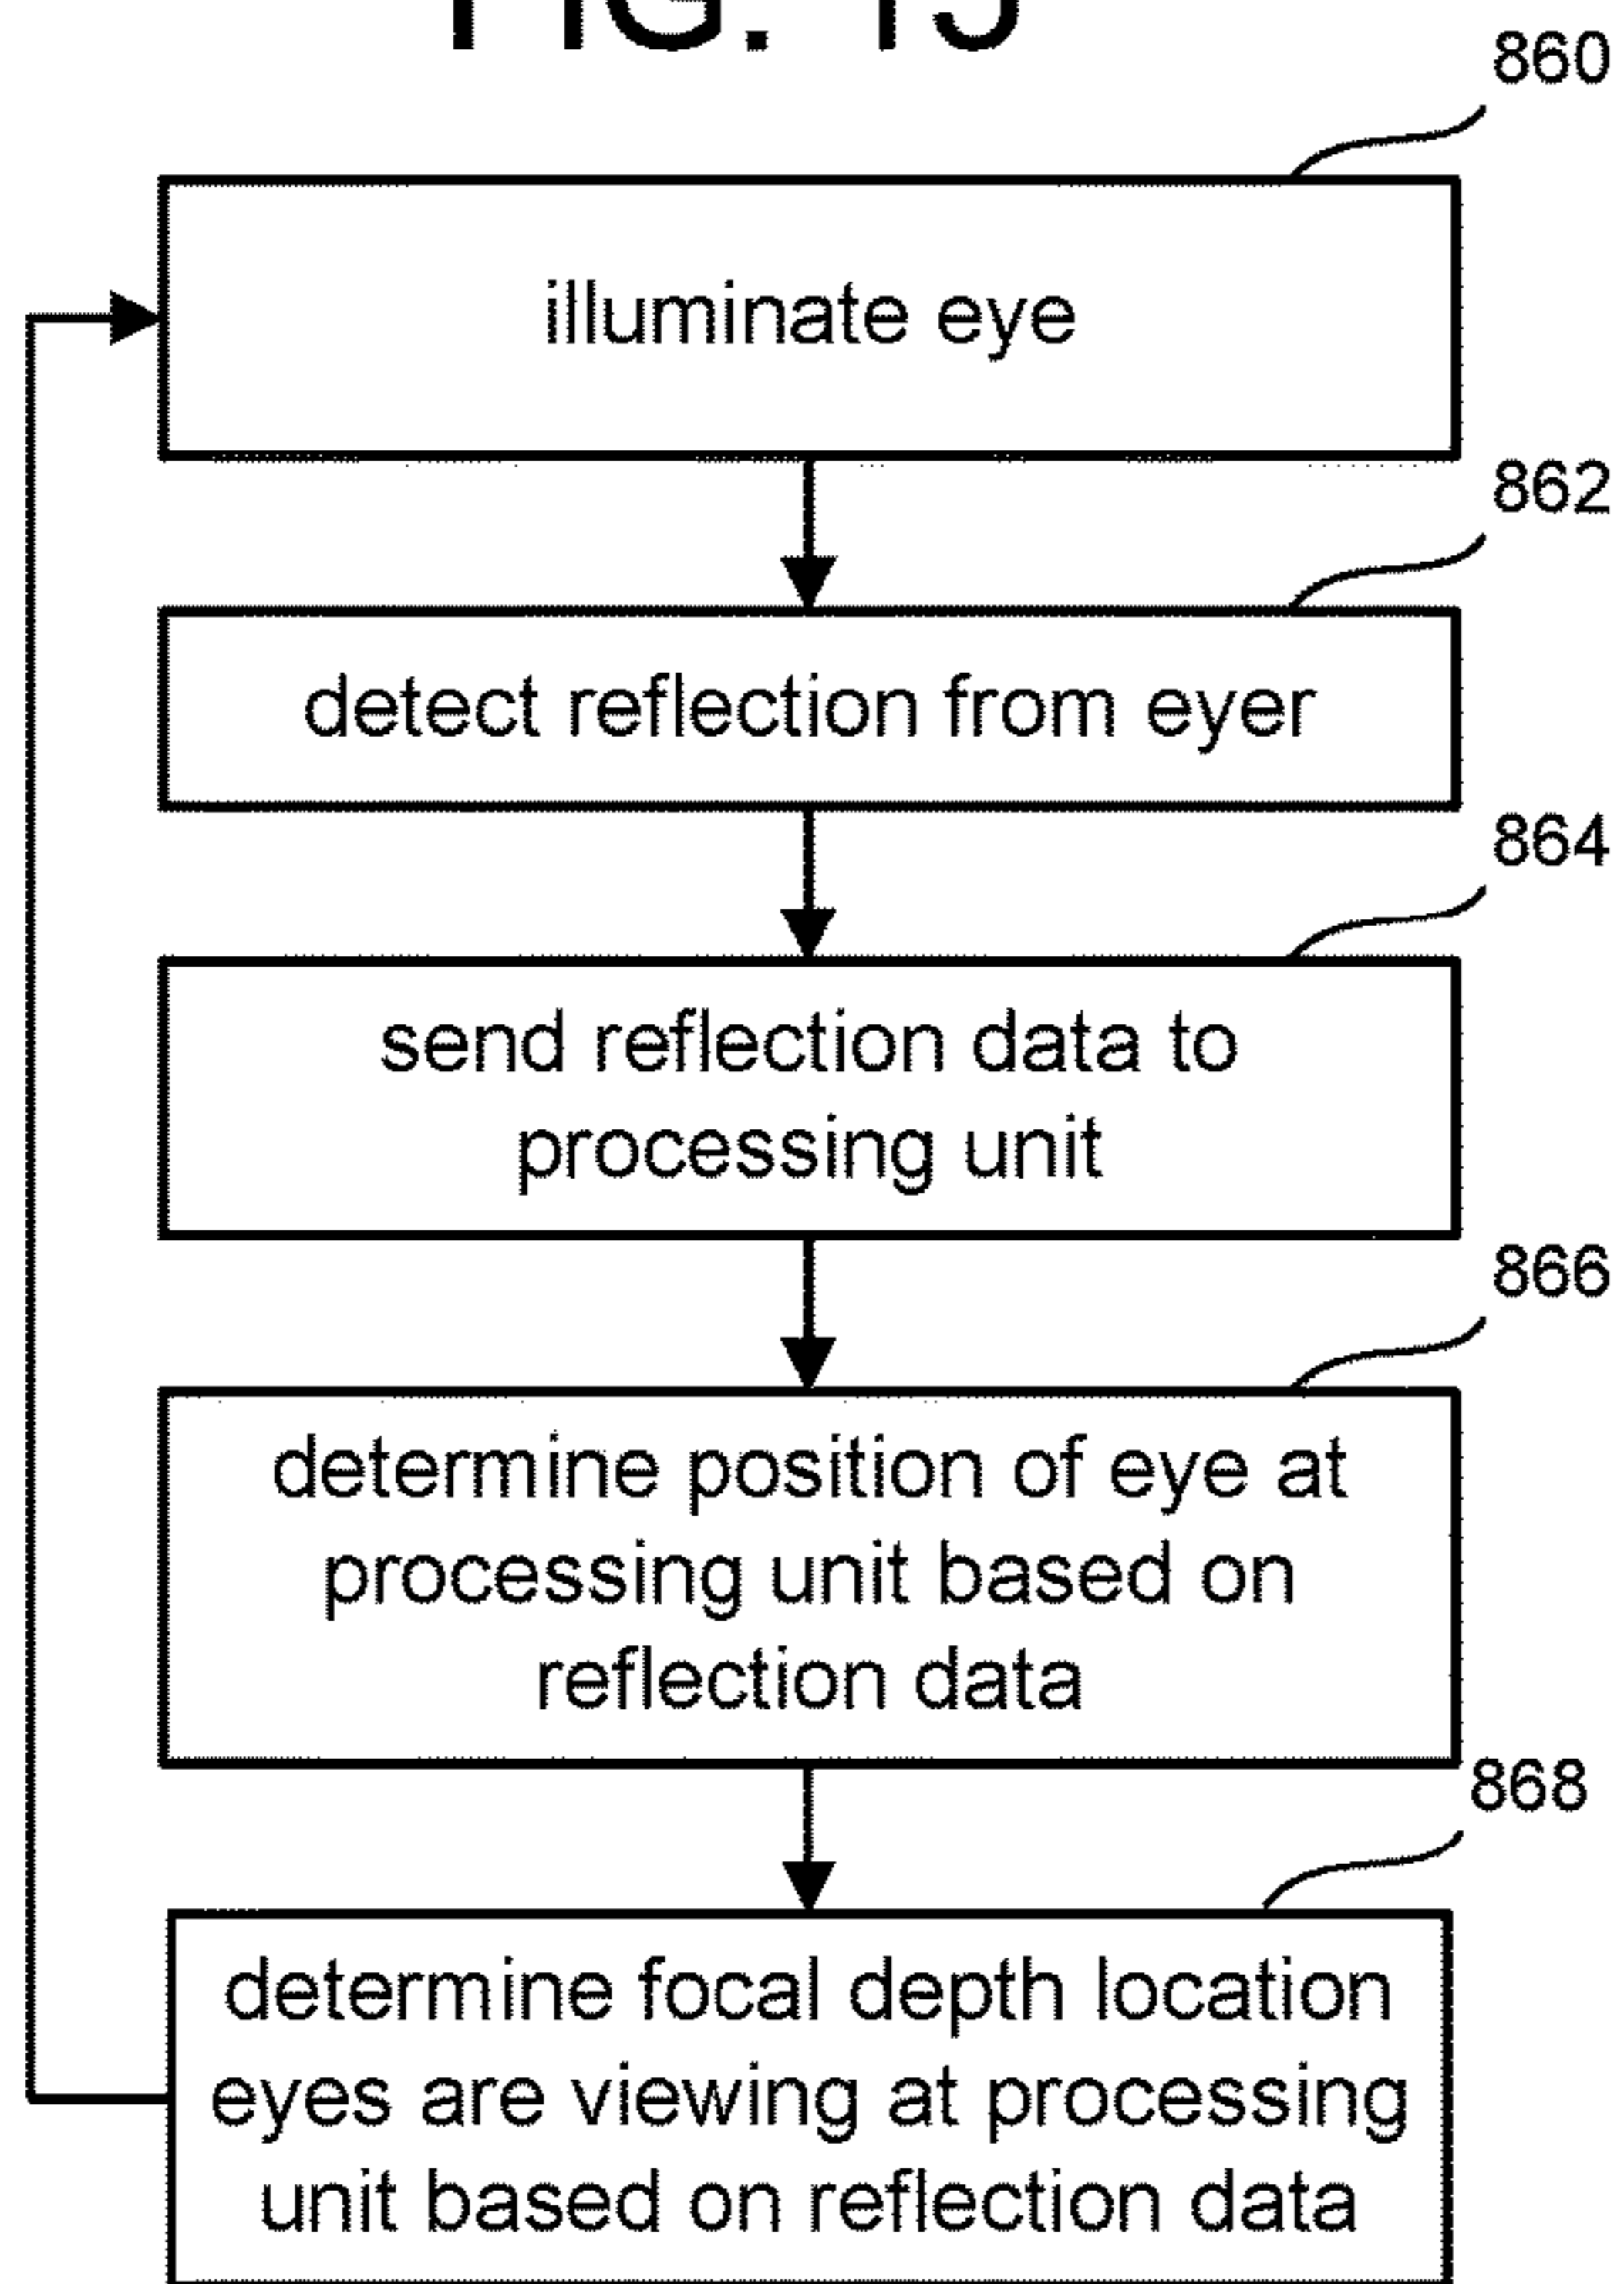 FIG. 15
860
illuminate eye
862
detect reflection from eyer
864
send reflection data to
processing unit
866
determine position of eye at
processing unit based on
reflection data
868
determine focal depth location
eyes are viewing at processing
unit based on reflection data